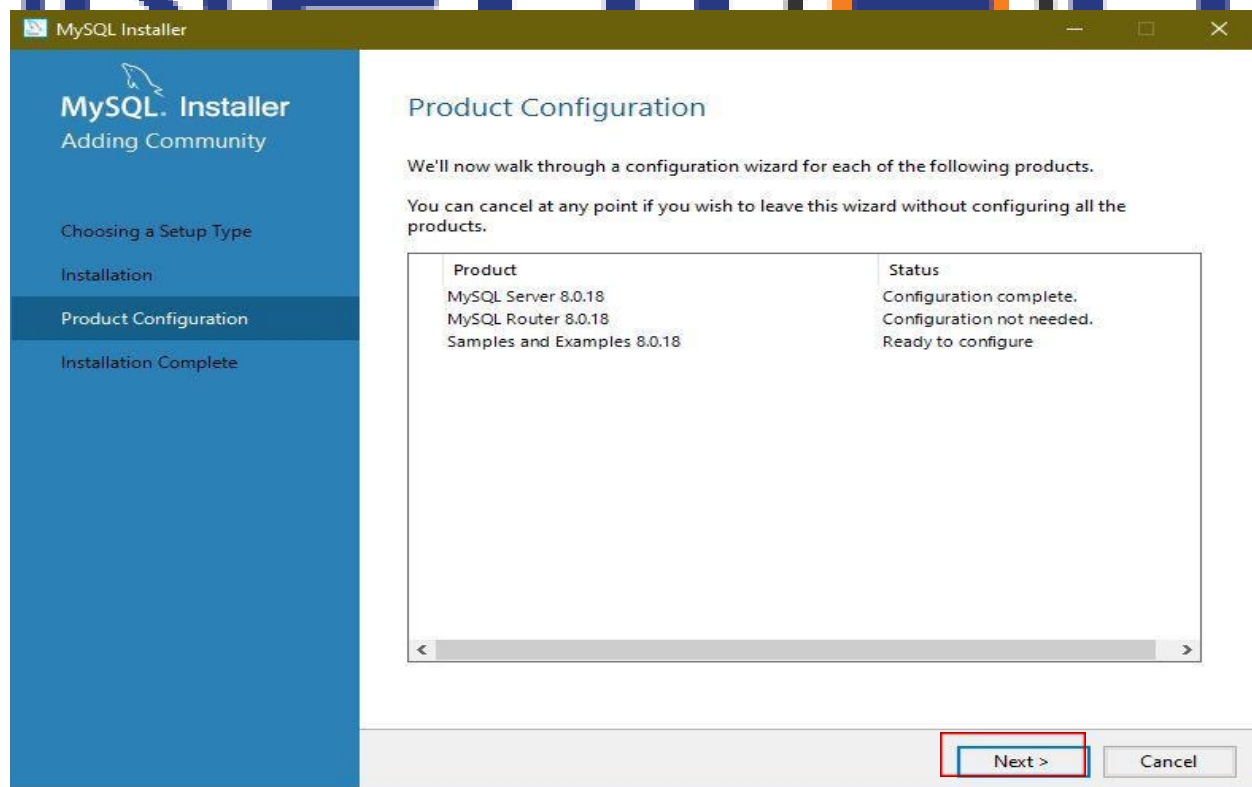 MySQL Installer
MySQL. Installer
Adding Community
Choosing a Setup Type
Installation
Product Configuration
Installation Complete
Product Configuration
We'll now walk through a configuration wizard for each of the following products.
You can cancel at any point if you wish to leave this wizard without configuring all the
products.
Product Status
MySQL Server 8.0.18 Configuration complete.
MySQL Router 8.0.18 Configuration not needed.
Samples and Examples 8.0.18 Ready to configure
Next > Cancel